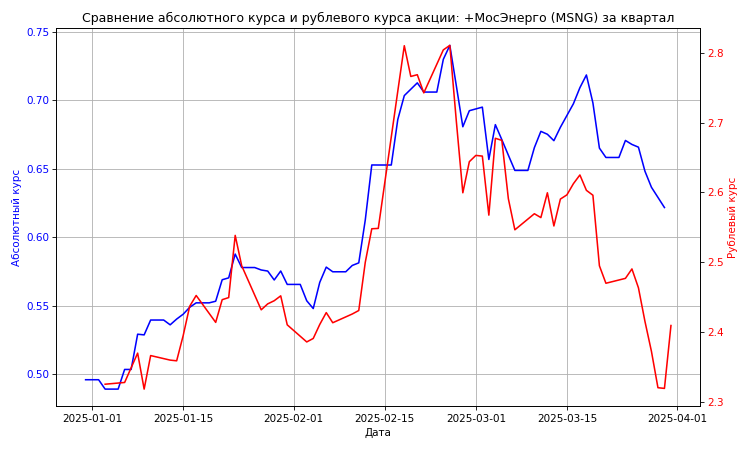 Сравнение абсолютного курса и рублевого курса акции: +МосЭнерго (MSNG) за квартал
0.75
0.70
0.65
0.60
0.55
0.50
Абсолютный курс
2.8
2.7
2.6
2.5
2.4
2.3
Рублевый курс
2025-01-01 2025-01-15 2025-02-01 2025-02-15 2025-03-01 2025-03-15 2025-04-01
Дата